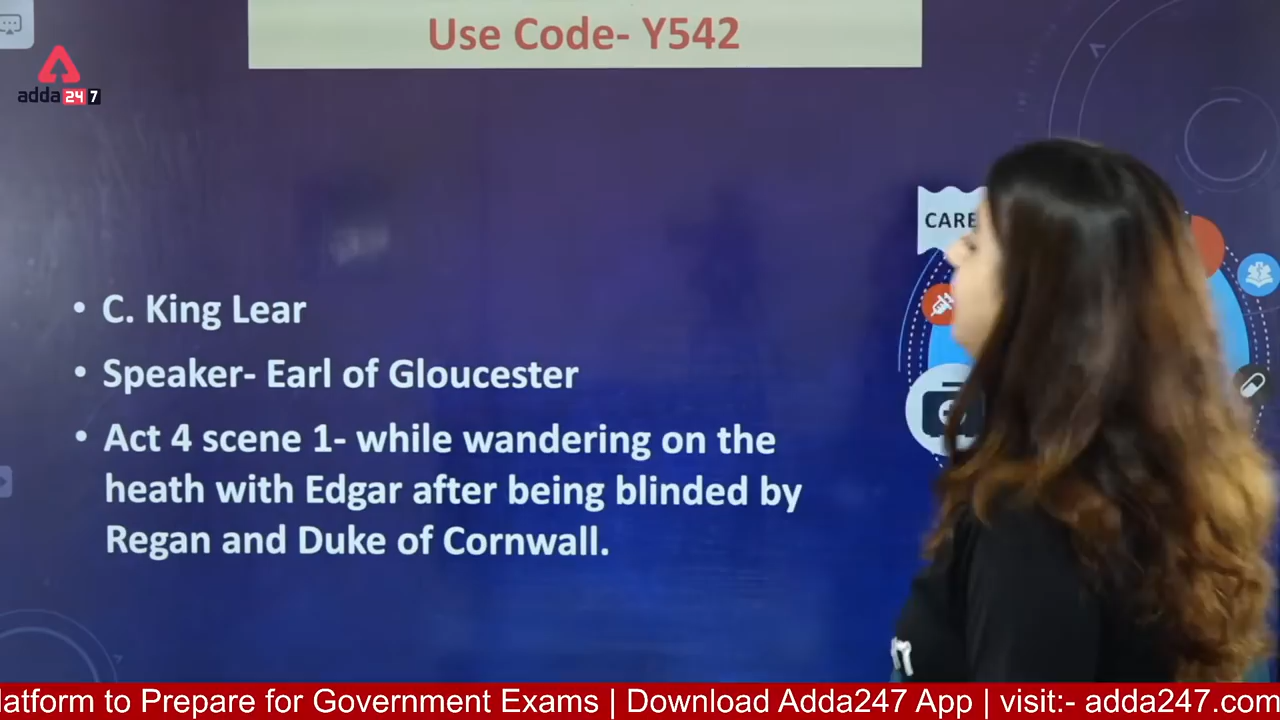 Use Code- Y542
adda247
CARE
• C. King Lear
• Speaker- Earl of Gloucester
• Act 4 scene 1- while wandering on the
heath with Edgar after being blinded by
Regan and Duke of Cornwall.
latform to Prepare for Government Exams | Download Adda247 App | visit:- adda247.com